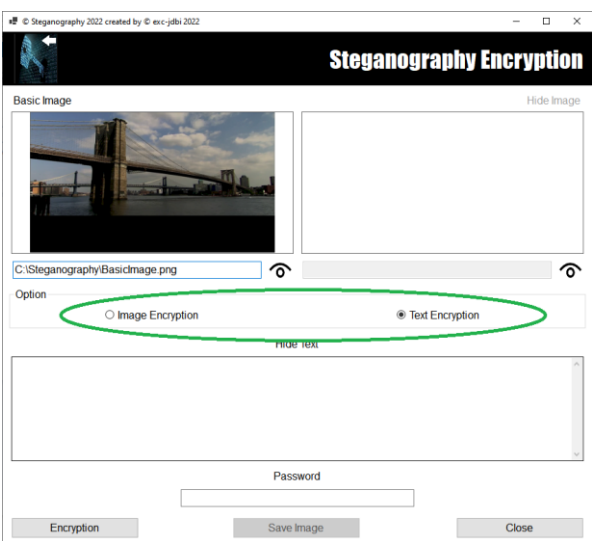 © Steganography 2022 created by © exc-jdbi 2022
Steganography Encryption
Basic Image
Hide Image
C:\Steganography\BasicImage.png
Option
Image Encryption
Text Encryption
Hide Text
Password
Encryption
Save Image
Close